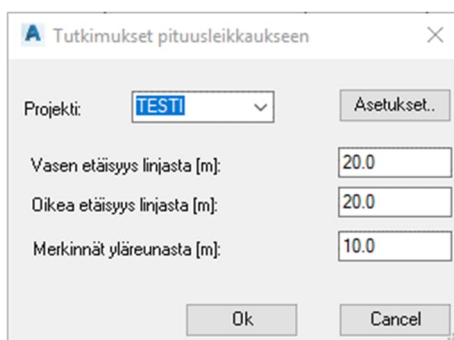 Tutkimukset pituusleikkaukseen
Projekti: TESTI Asetukset..
Vasen etäisyys linjasta [m]: 20.0
Oikea etäisyys linjasta [m]: 20.0
Merkinnät yläreunasta [m]: 10.0
Ok Cancel